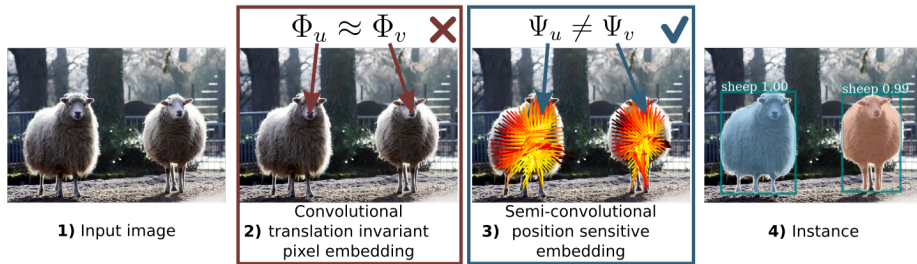 Φu ≈ Φv
Ψu ≠ Ψv
sheep 1.00
sheep 0.99
1) Input image
Convolutional
2) translation invariant
pixel embedding
Semi-convolutional
3) position sensitive
embedding
4) Instance